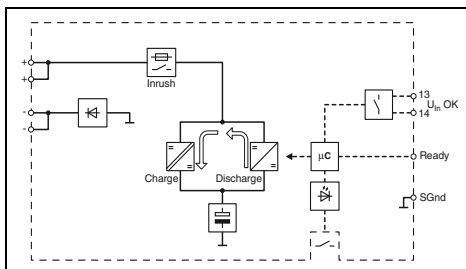 +
+
Inrush
-
-
13
U_In OK
14
µC
Ready
Charge
Discharge
SGnd